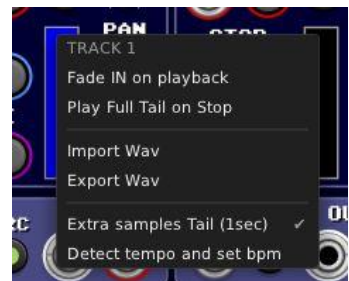 PAN
TRACK 1
Fade IN on playback
Play Full Tail on Stop
Import Wav
Export Wav
Extra samples Tail (1sec) ✓
Detect tempo and set bpm